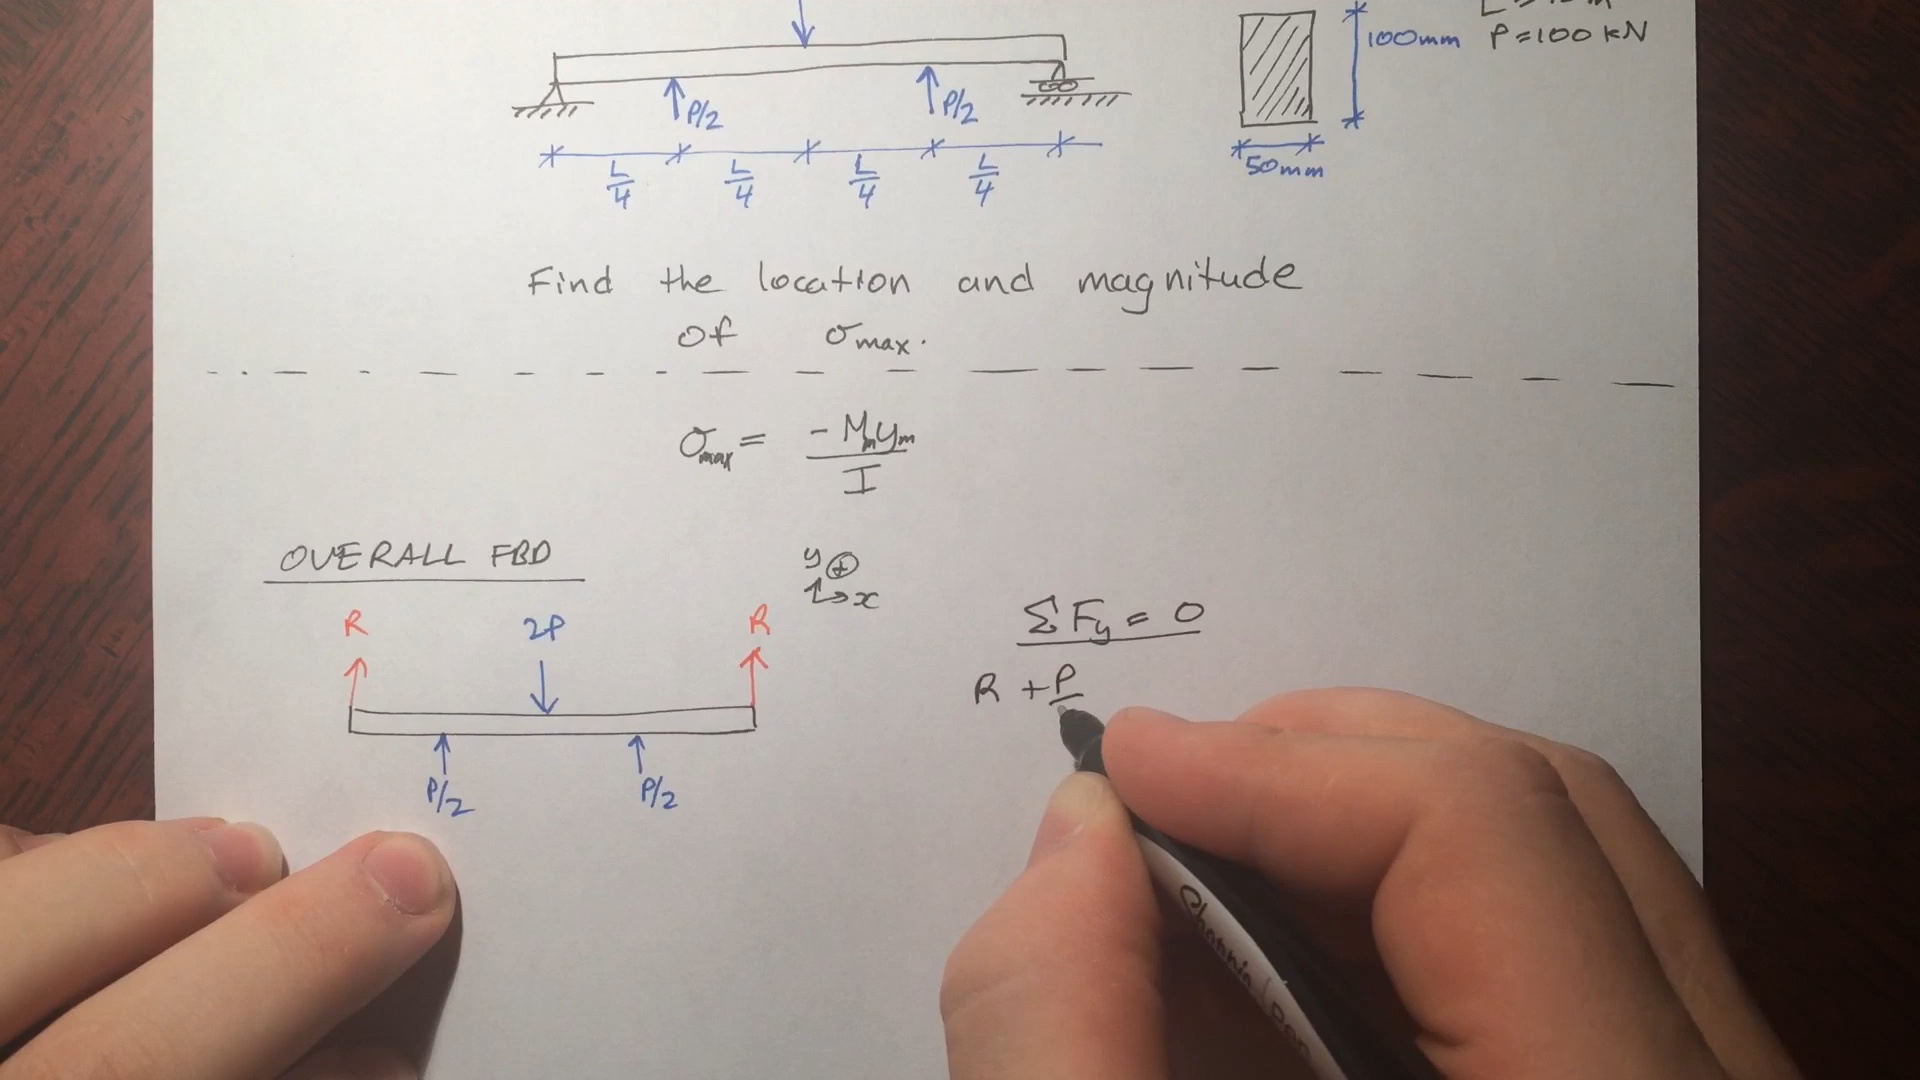 100mm
P=100 kN
P/2
P/2
50mm
L/4 L/4 L/4 L/4
Find the location and magnitude
of σmax.
σmax = -Mmym/I
OVERALL FBD
y
+
x
R 2P R
P/2 P/2
ΣFy = 0
R + P